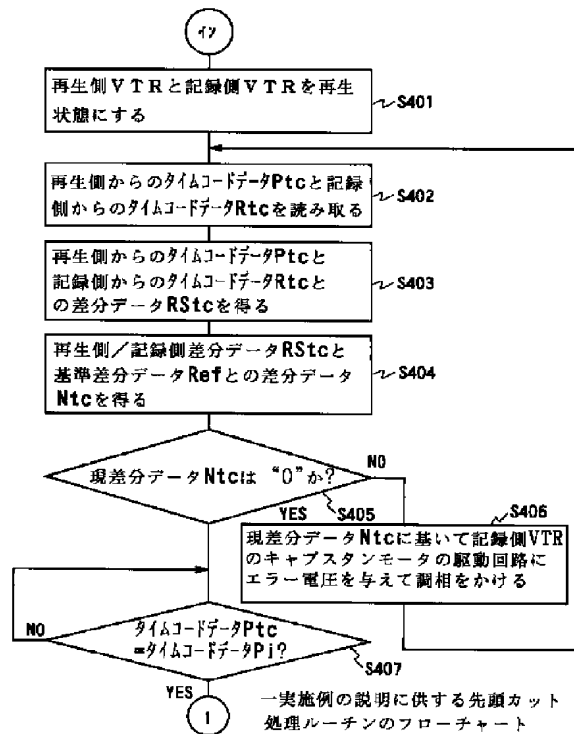 イン
再生側VTRと記録側VTRを再生
状態にする
S401
再生側からのタイムコードデータPtcと記録
側からのタイムコードデータRtcを読み取る
S402
再生側からのタイムコードデータPtcと
記録側からのタイムコードデータRtcと
の差分データRStcを得る
S403
再生側/記録側差分データRStcと
基準差分データRefとの差分データ
Ntcを得る
S404
現差分データNtcは "0"か?
NO
S405
YES
S406
現差分データNtcに基いて記録側VTR
のキャプスタンモータの駆動回路に
エラー電圧を与えて調相をかける
タイムコードデータPtc
=タイムコードデータPi?
NO
S407
YES
1
一実施例の説明に供する先頭カット
処理ルーチンのフローチャート